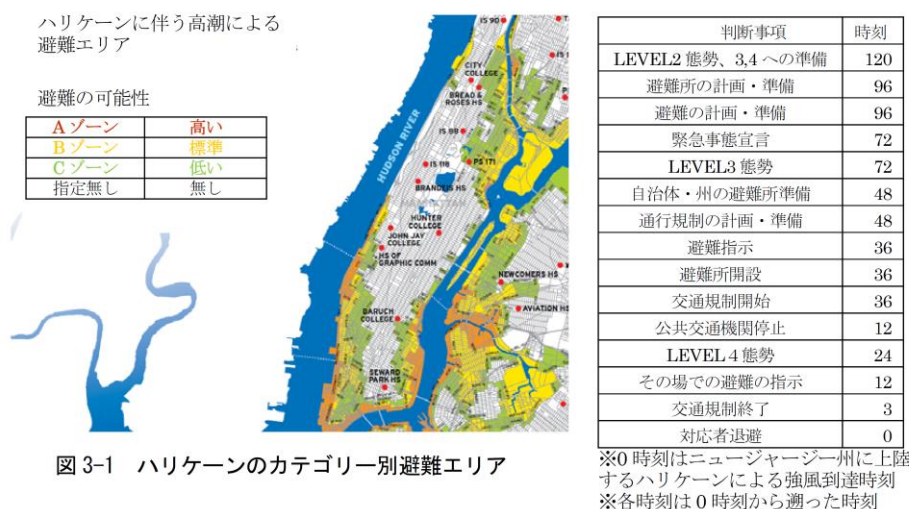 ハリケーンに伴う高潮による
避難エリア
避難の可能性
Aゾーン 高い
Bゾーン 標準
Cゾーン 低い
指定無し 無し
IS 90
CITY
COLLEGE
BREAD &
ROSES HS
IS 88
HUDSON RIVER
IS 118
PS 171
BRANDEIS HS
MANHATTAN
HUNTER
COLLEGE
JOHN JAY
COLLEGE
HS OF
GRAPHIC COMM
NEWCOMERS HS
AVIATION HS
BARUCH
COLLEGE
SEWARD
PARK HS
図3-1 ハリケーンのカテゴリー別避難エリア
判断事項 時刻
LEVEL2 態勢、3,4 への準備 120
避難所の計画・準備 96
避難の計画・準備 96
緊急事態宣言 72
LEVEL3 態勢 72
自治体・州の避難所準備 48
通行規制の計画・準備 48
避難指示 36
避難所開設 36
交通規制開始 36
公共交通機関停止 12
LEVEL 4 態勢 24
その場での避難の指示 12
交通規制終了 3
対応者退避 0
※0 時刻はニュージャージー州に上陸
するハリケーンによる強風到達時刻
※各時刻は 0 時刻から遡った時刻